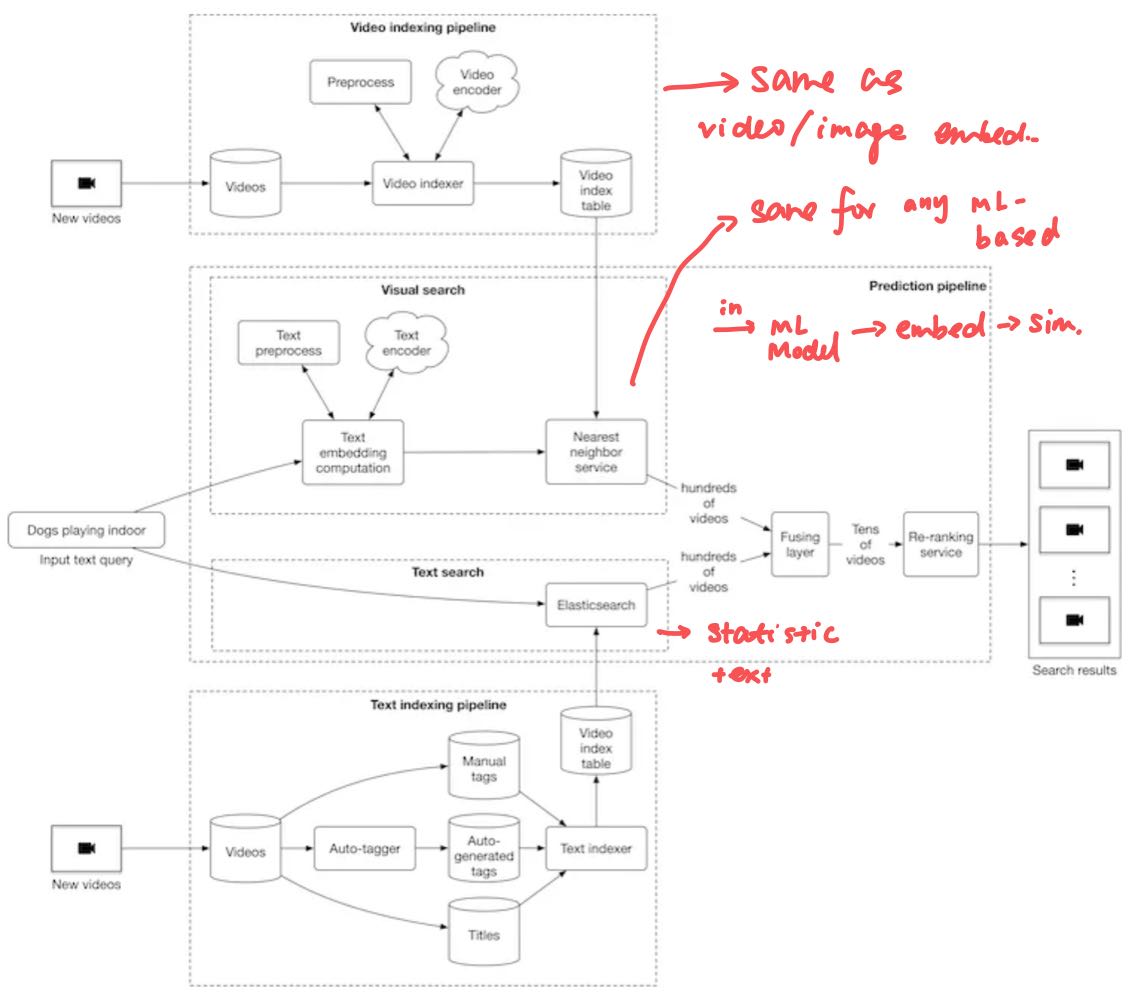 Video indexing pipeline
Preprocess
Video
encoder
same as
video/image embed..
New videos
Videos
Video indexer
Video
index
table
same for any ML-
based
Visual search
Prediction pipeline
Text
preprocess
Text
encoder
in
ML
Model
embed
sim.
Text
embedding
computation
Nearest
neighbor
service
hundreds
of
videos
Dogs playing indoor
Input text query
Fusing
layer
Tens
of
videos
Re-ranking
service
hundreds
of
videos
Text search
Elasticsearch
statistic
text
...
Search results
Text indexing pipeline
Video
index
table
Manual
tags
New videos
Videos
Auto-tagger
Auto-
generated
tags
Text indexer
Titles